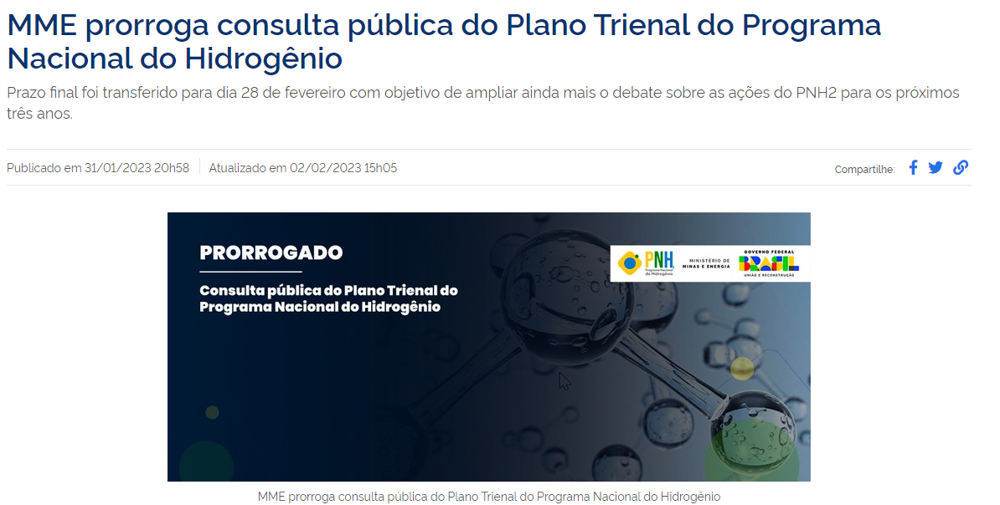 MME prorroga consulta pública do Plano Trienal do Programa
Nacional do Hidrogênio
Prazo final foi transferido para dia 28 de fevereiro com objetivo de ampliar ainda mais o debate sobre as ações do PNH2 para os próximos
três anos.
Publicado em 31/01/2023 20h58 Atualizado em 02/02/2023 15h05
Compartilhe:
PRORROGADO
Consulta pública do Plano Trienal do
Programa Nacional do Hidrogênio
PNH2
Programa Nacional
do Hidrogênio
MINISTÉRIO DE
MINAS E ENERGIA
GOVERNO FEDERAL
BRASIL
UNIÃO E RECONSTRUÇÃO
MME prorroga consulta pública do Plano Trienal do Programa Nacional do Hidrogênio